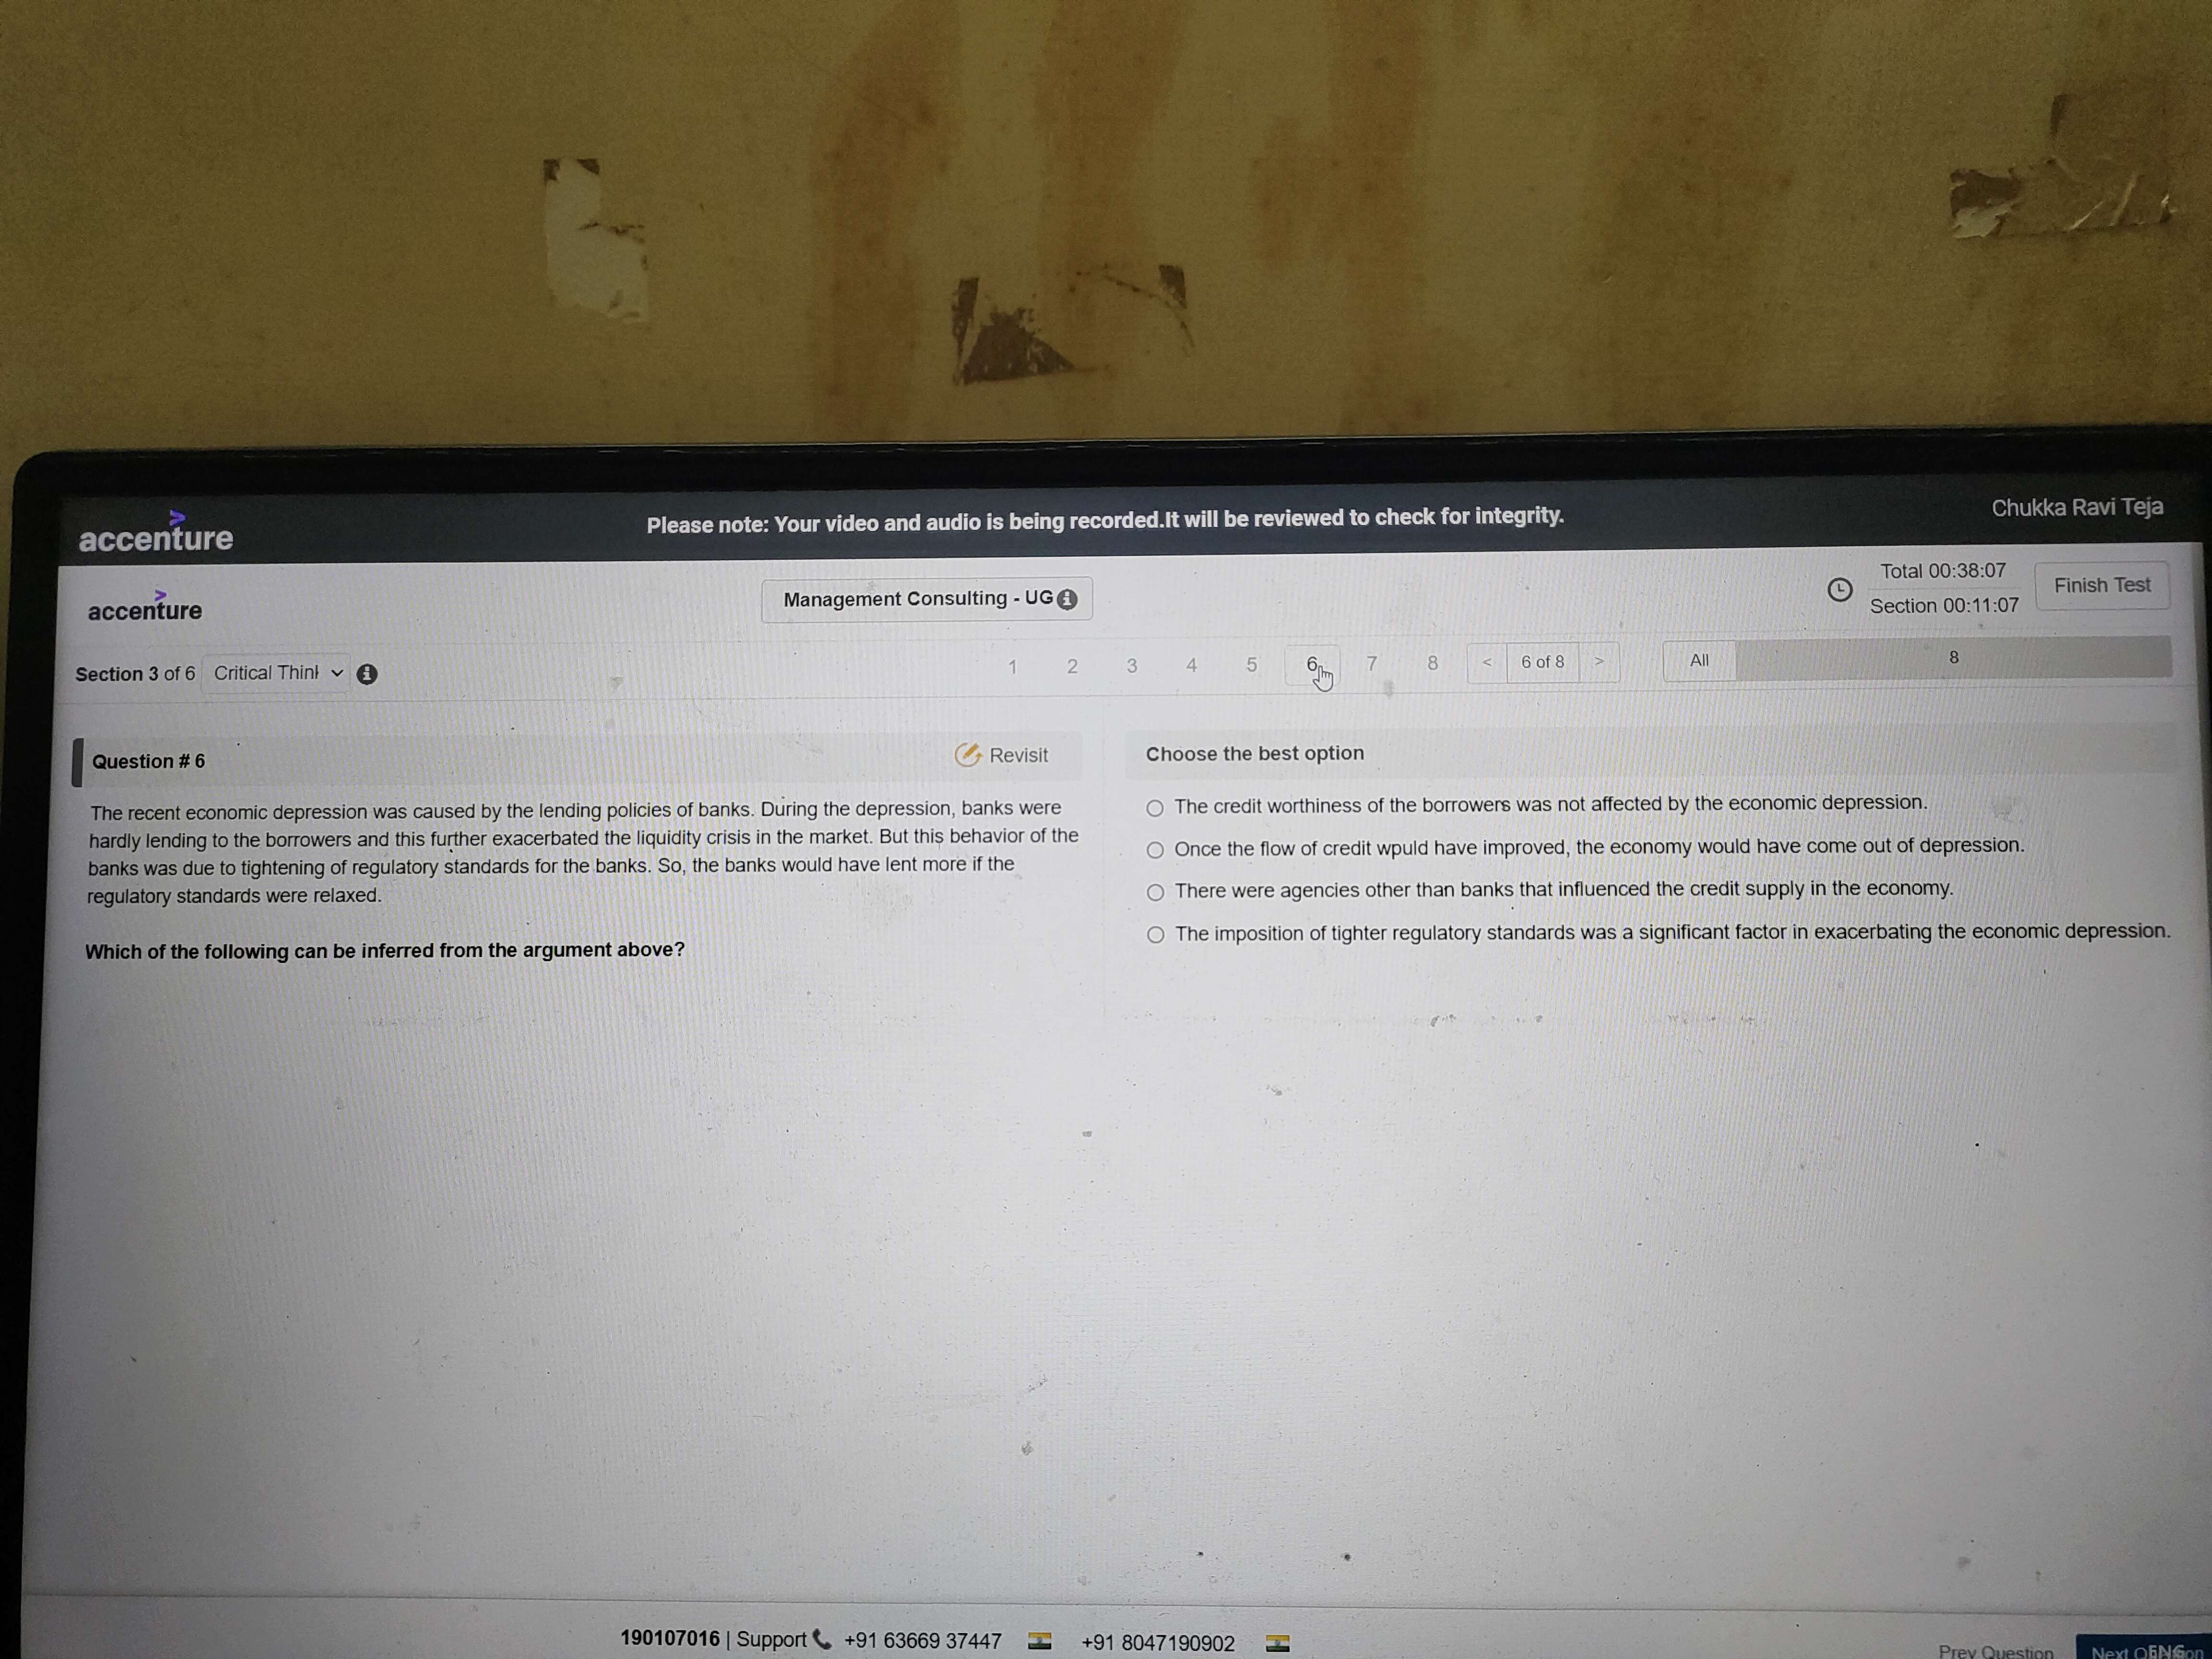 accenture
Please note: Your video and audio is being recorded.It will be reviewed to check for integrity.
Chukka Ravi Teja
accenture
Management Consulting - UG
Total 00:38:07
Section 00:11:07
Finish Test
Section 3 of 6
Critical Think
1 2 3 4 5 6 7 8
< 6 of 8 >
All
8
Question # 6
Revisit
The recent economic depression was caused by the lending policies of banks. During the depression, banks were
hardly lending to the borrowers and this further exacerbated the liquidity crisis in the market. But this behavior of the
banks was due to tightening of regulatory standards for the banks. So, the banks would have lent more if the
regulatory standards were relaxed.
Which of the following can be inferred from the argument above?
Choose the best option
The credit worthiness of the borrowers was not affected by the economic depression.
Once the flow of credit wpuld have improved, the economy would have come out of depression.
There were agencies other than banks that influenced the credit supply in the economy.
The imposition of tighter regulatory standards was a significant factor in exacerbating the economic depression.
190107016 | Support +91 63669 37447 +91 8047190902
Prev Question
Next
ENG